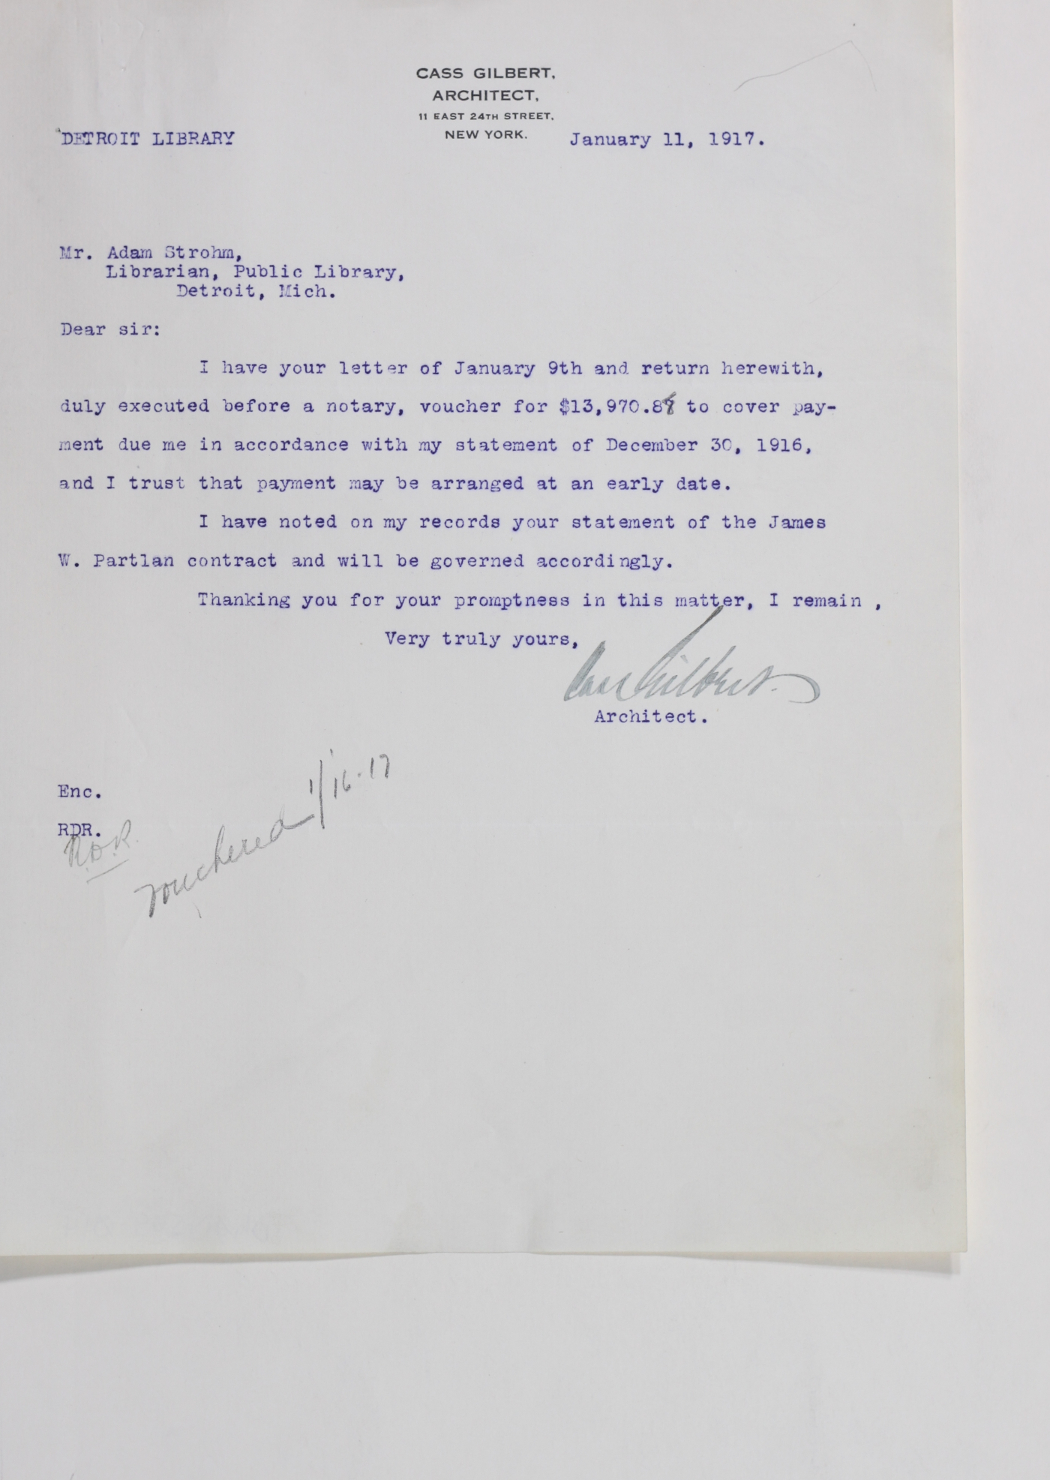 CASS GILBERT,
ARCHITECT,
11 EAST 24TH STREET,
NEW YORK.
DETROIT LIBRARY
January 11, 1917.
Mr. Adam Strohm,
Librarian, Public Library,
Detroit, Mich.
Dear sir:
I have your letter of January 9th and return herewith,
duly executed before a notary, voucher for to cover pay-
ment due me in accordance with my statement of December 30, 1916,
and I trust that payment may be arranged at an early date.
I have noted on my records your statement of the James
W. Partlan contract and will be governed accordingly.
Thanking you for your promptness in this matter, I remain ,
Very truly yours,
Cass Gilbert.
Architect.
Enc.
RDR.
R.D.R.
vouchered 1/16-17